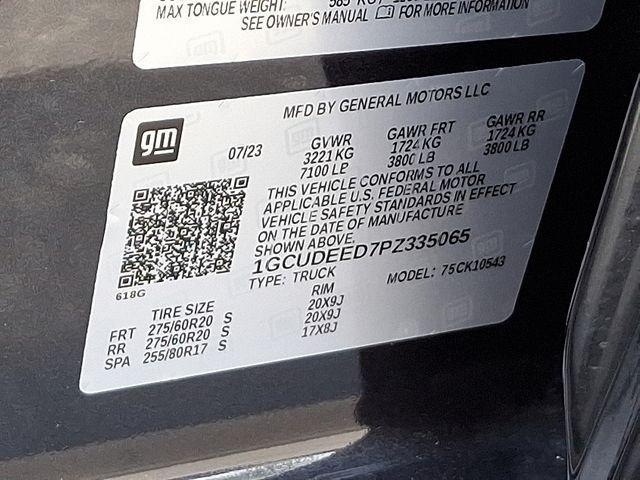 MAX TONGUE WEIGHT: 585 KG
SEE OWNER'S MANUAL FOR MORE INFORMATION
MFD BY GENERAL MOTORS LLC
gm
07/23 GVWR GAWR FRT GAWR RR
3221 KG 1724 KG 1724 KG
7100 LB 3800 LB 3800 LB
THIS VEHICLE CONFORMS TO ALL
APPLICABLE U.S. FEDERAL MOTOR
VEHICLE SAFETY STANDARDS IN EFFECT
ON THE DATE OF MANUFACTURE
SHOWN ABOVE.
1GCUDEED7PZ335065
TYPE: TRUCK MODEL: 75CK10543
618G
TIRE SIZE RIM
FRT 275/60R20 S 20X9J
RR 275/60R20 S 20X9J
SPA 255/80R17 S 17X8J